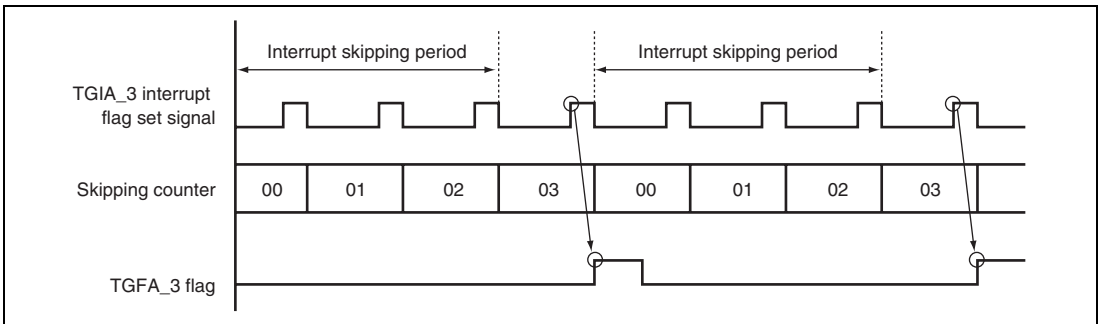 Interrupt skipping period Interrupt skipping period
TGIA_3 interrupt
flag set signal
Skipping counter 00 01 02 03 00 01 02 03
TGFA_3 flag